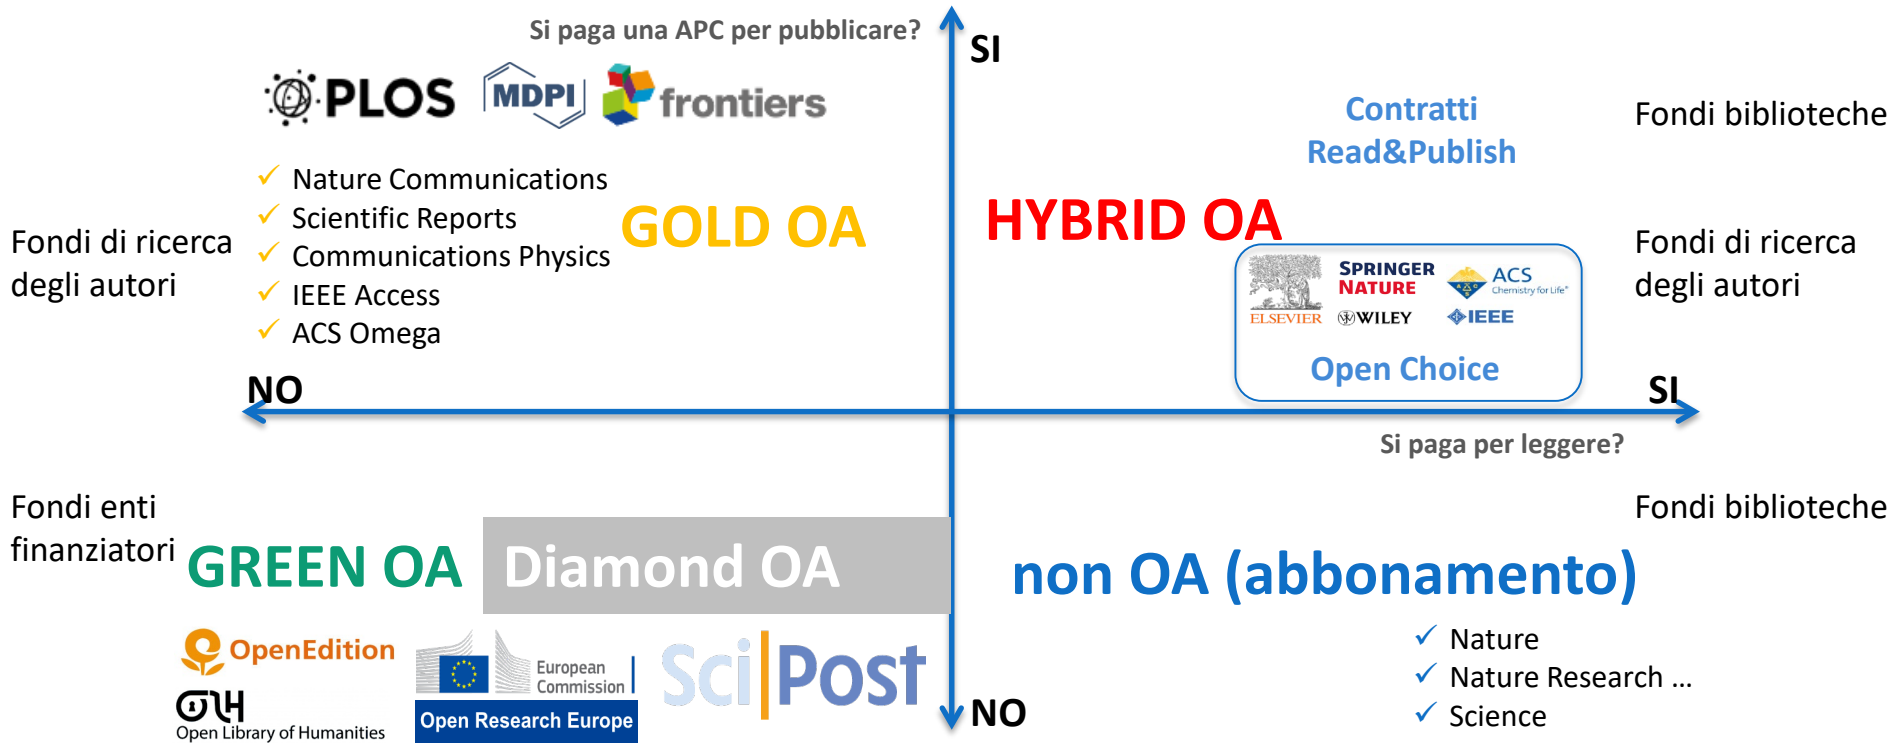 Si paga una APC per pubblicare?
SI
PLOS
MDPI
frontiers
Contratti
Read&Publish
Fondi biblioteche
Nature Communications
Scientific Reports
Communications Physics
IEEE Access
ACS Omega
GOLD OA
HYBRID OA
Fondi di ricerca
degli autori
Fondi di ricerca
degli autori
ELSEVIER
SPRINGER
NATURE
WILEY
ACS
Chemistry for Life®
IEEE
Open Choice
NO
SI
Si paga per leggere?
Fondi enti
finanziatori
Fondi biblioteche
GREEN OA
Diamond OA
non OA (abbonamento)
OpenEdition
OLH
Open Library of Humanities
European
Commission
Open Research Europe
Sci|Post
Nature
Nature Research ...
Science
NO